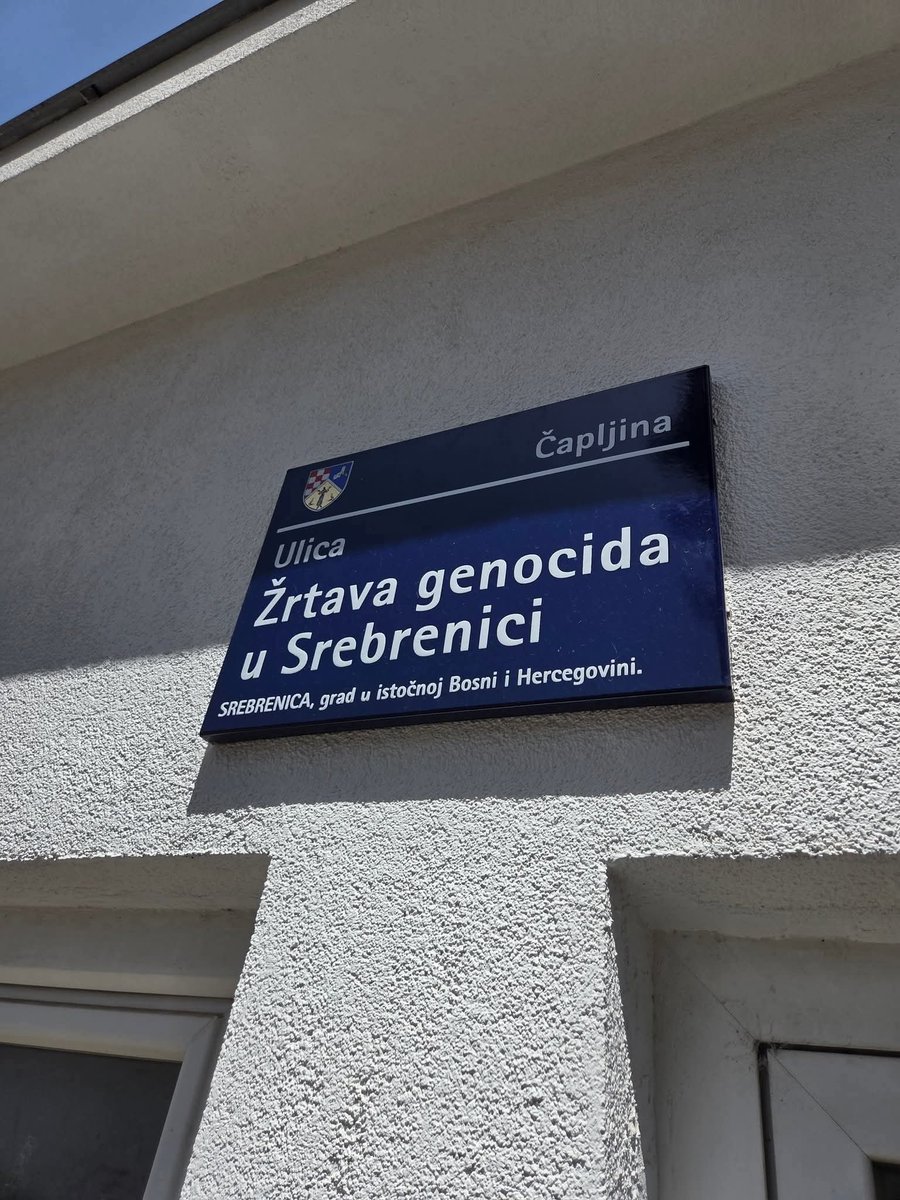 Čapljina
Ulica
Žrtava genocida
u Srebrenici
SREBRENICA, grad u istočnoj Bosni i Hercegovini.